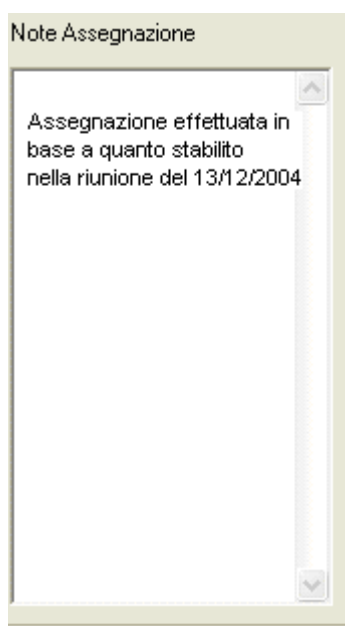 Note Assegnazione
Assegnazione effettuata in
base a quanto stabilito
nella riunione del 13/12/2004